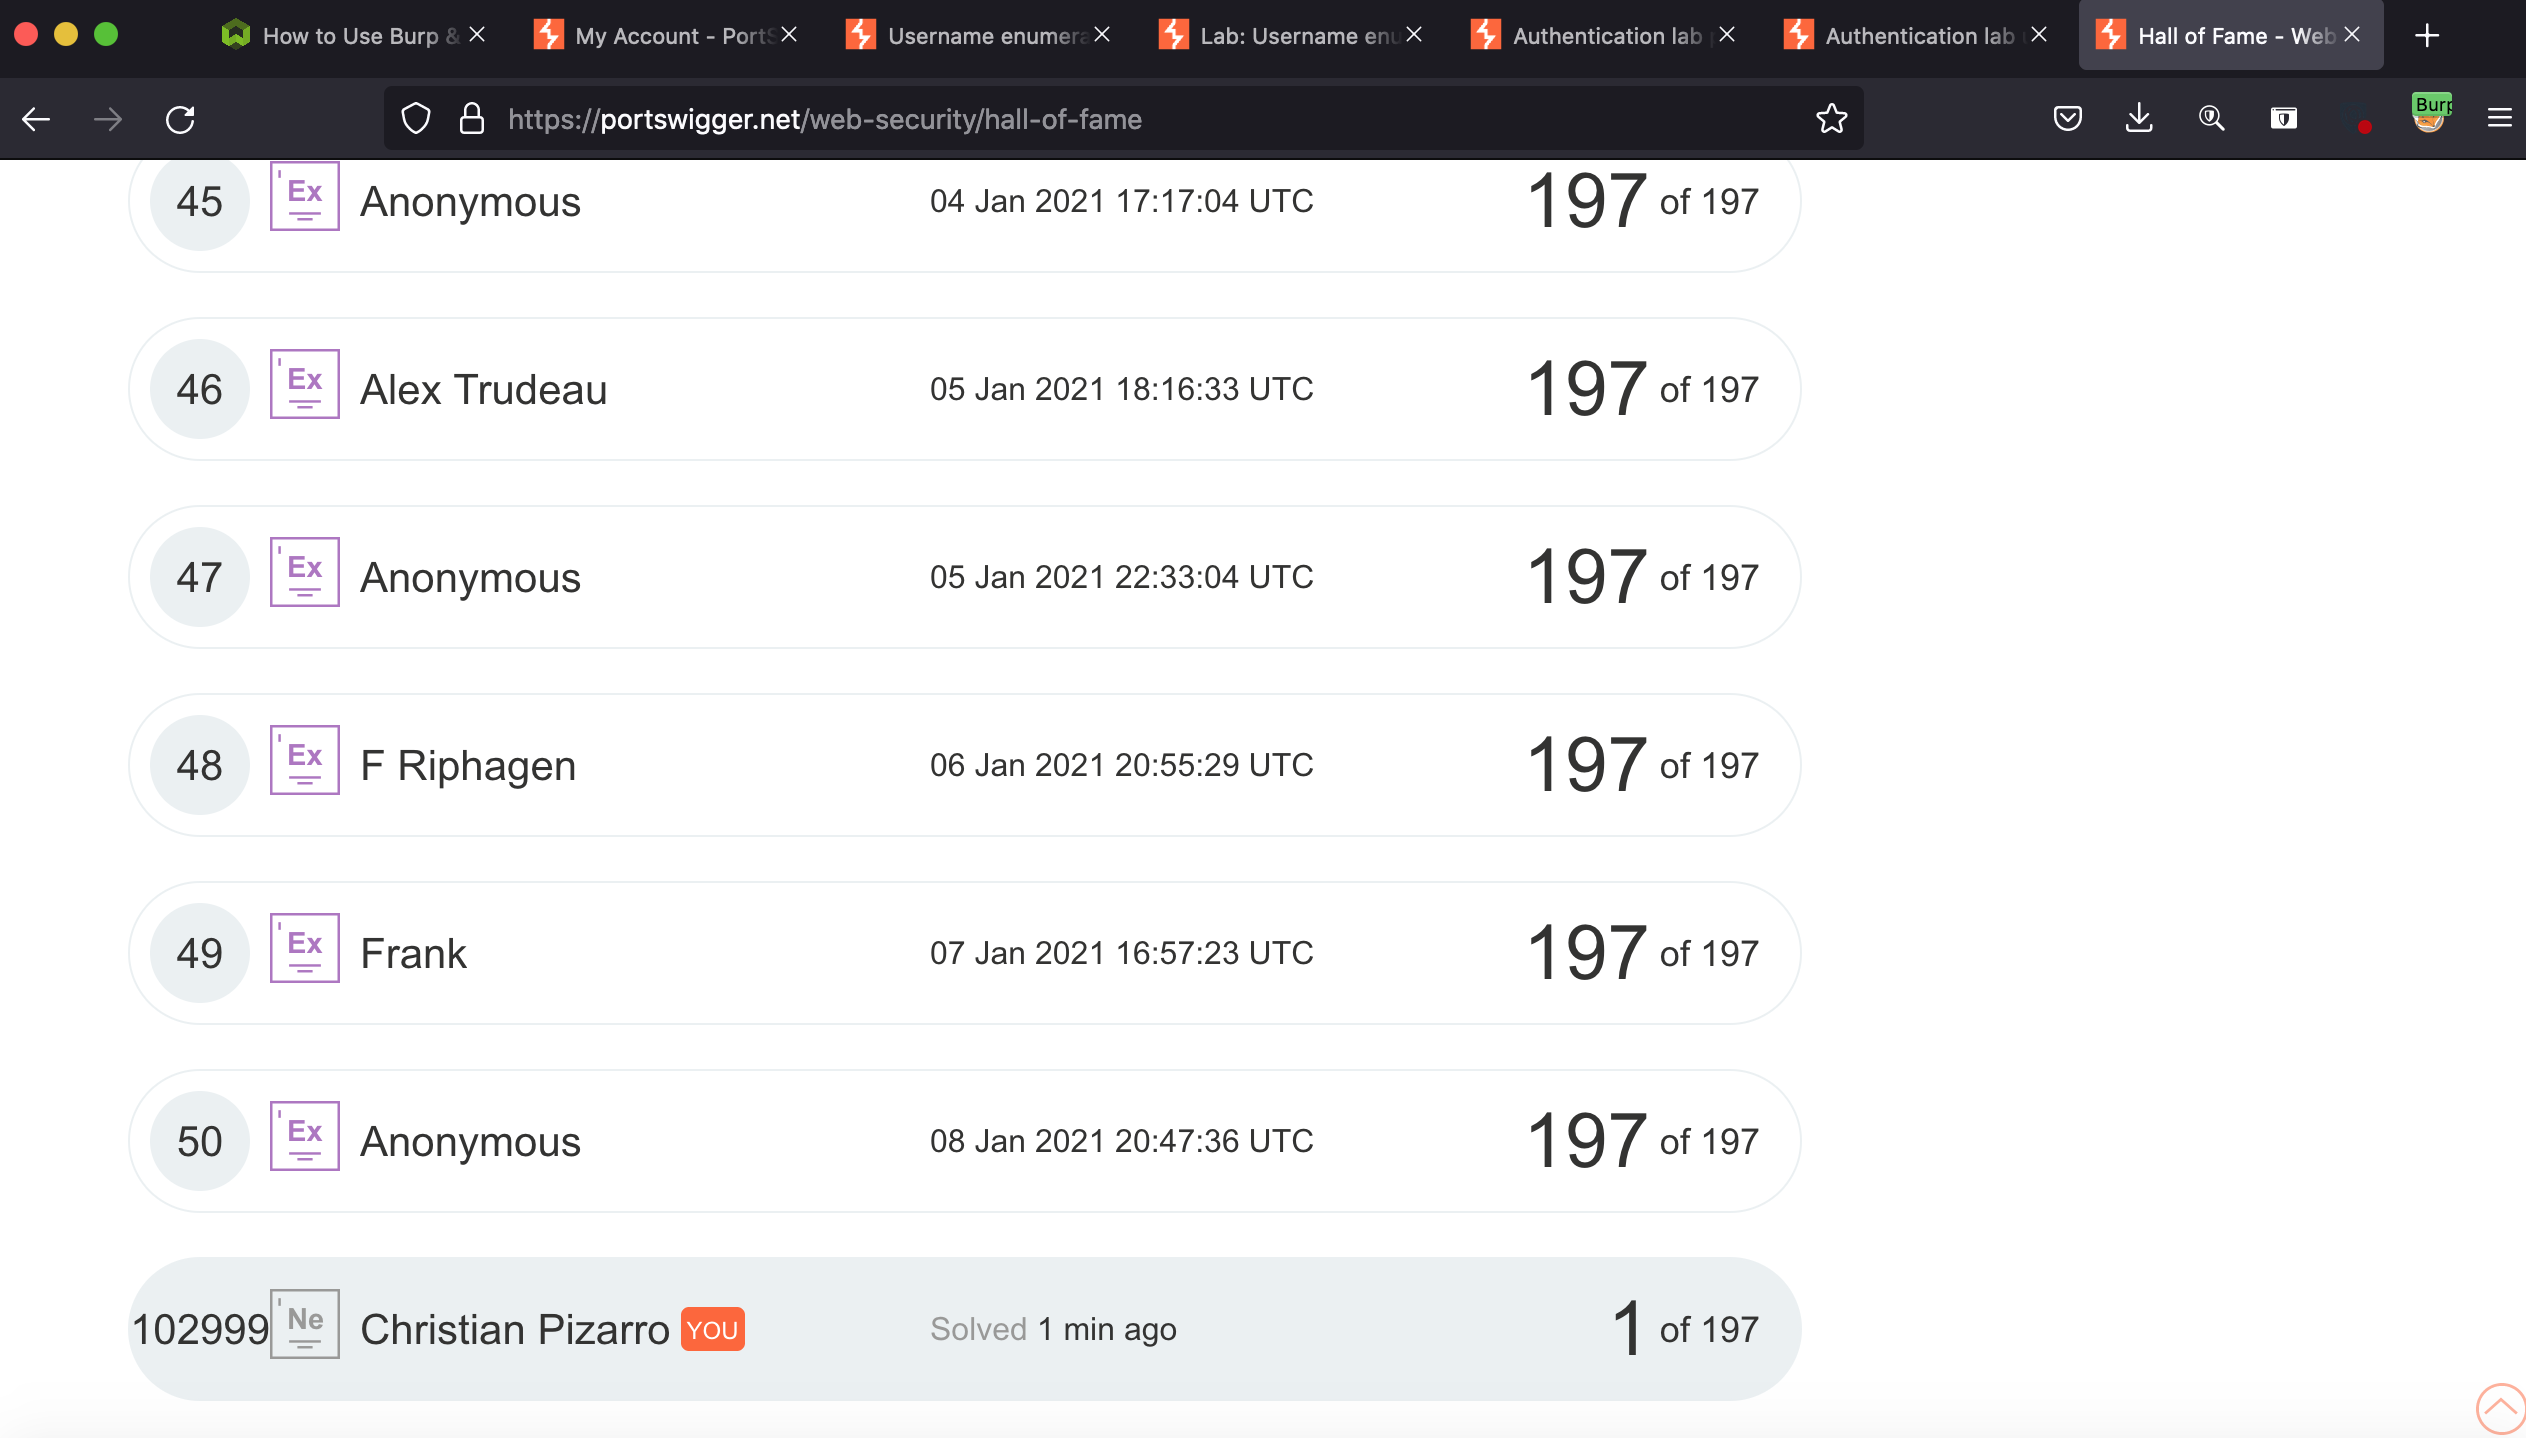 How to Use Burp &
My Account - PortS
Username enumera
Lab: Username enu
Authentication lab
Authentication lab
Hall of Fame - Web
https://portswigger.net/web-security/hall-of-fame
Burp
45 Ex Anonymous 04 Jan 2021 17:17:04 UTC 197 of 197
46 Ex Alex Trudeau 05 Jan 2021 18:16:33 UTC 197 of 197
47 Ex Anonymous 05 Jan 2021 22:33:04 UTC 197 of 197
48 Ex F Riphagen 06 Jan 2021 20:55:29 UTC 197 of 197
49 Ex Frank 07 Jan 2021 16:57:23 UTC 197 of 197
50 Ex Anonymous 08 Jan 2021 20:47:36 UTC 197 of 197
102999 Ne Christian Pizarro YOU Solved 1 min ago 1 of 197